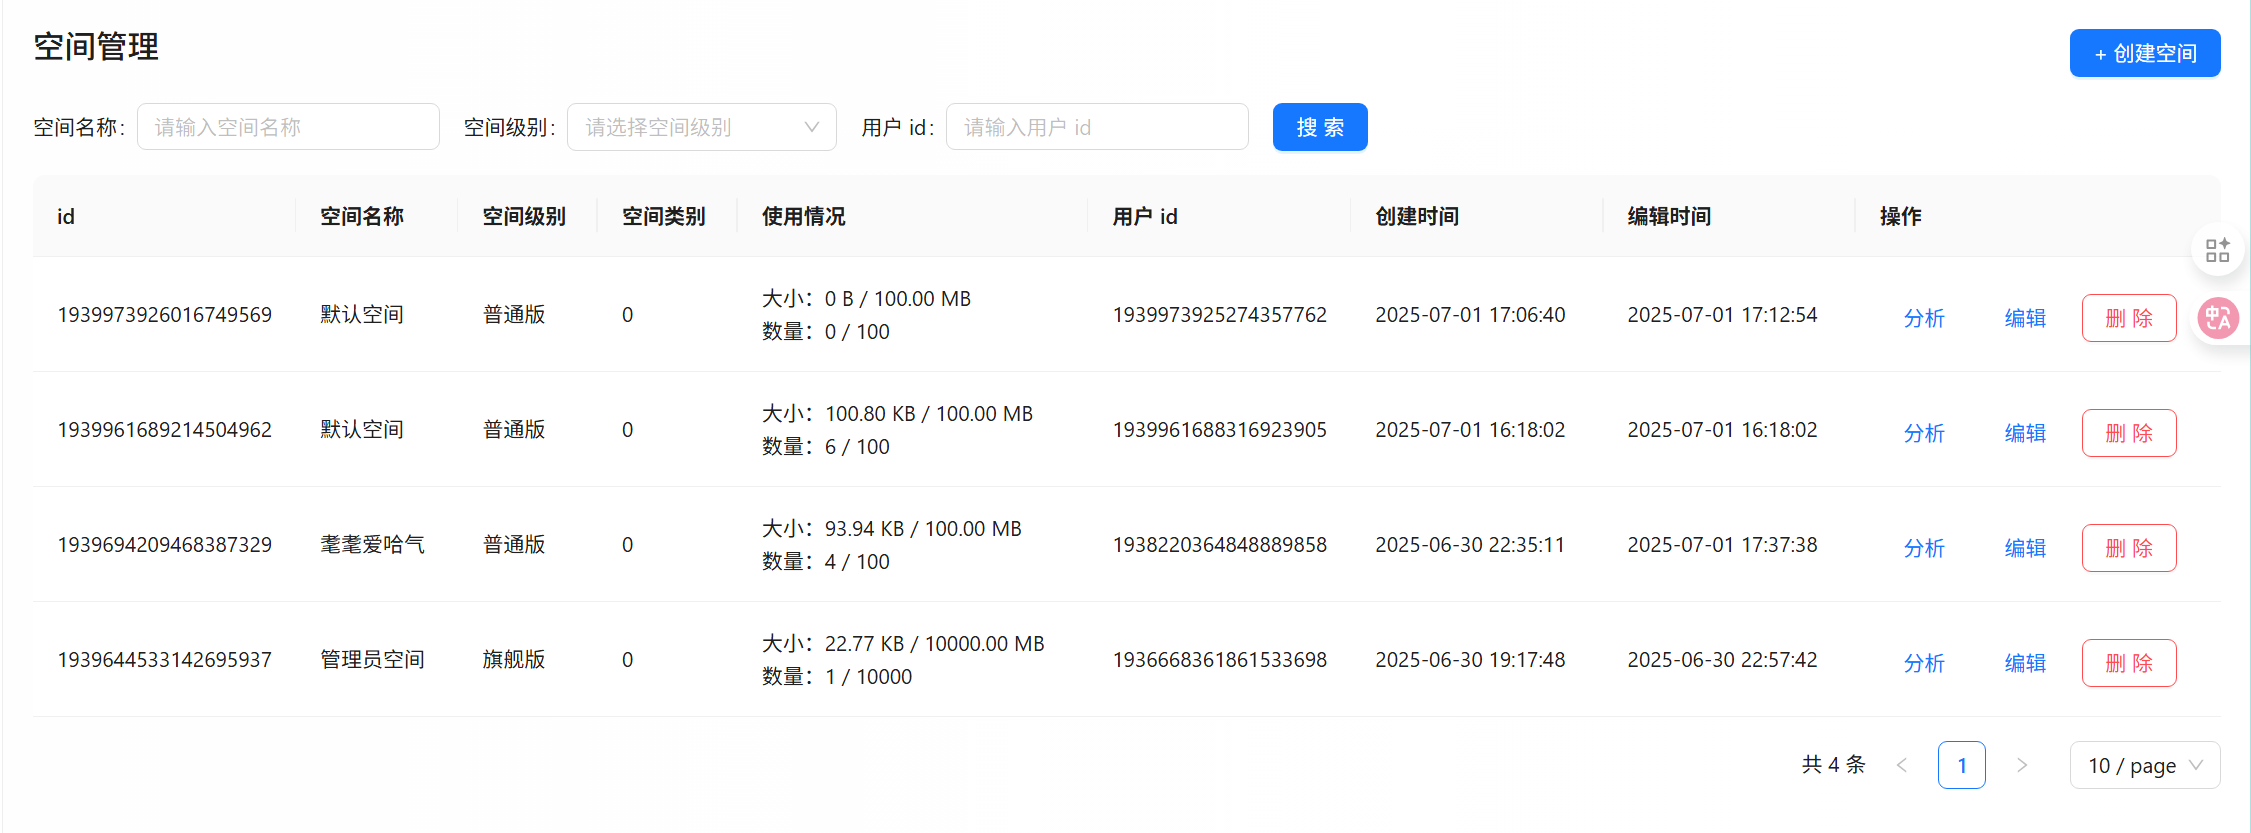 空间管理
+ 创建空间
空间名称: 请输入空间名称 空间级别: 请选择空间级别 用户 id: 请输入用户 id 搜 索
id 空间名称 空间级别 空间类别 使用情况 用户 id 创建时间 编辑时间 操作
1939973926016749569 默认空间 普通版 0 大小：0 B / 100.00 MB
数量：0 / 100 1939973925274357762 2025-07-01 17:06:40 2025-07-01 17:12:54 分析 编辑 删 除
1939961689214504962 默认空间 普通版 0 大小：100.80 KB / 100.00 MB
数量：6 / 100 1939961688316923905 2025-07-01 16:18:02 2025-07-01 16:18:02 分析 编辑 删 除
1939694209468387329 耄耄爱哈气 普通版 0 大小：93.94 KB / 100.00 MB
数量：4 / 100 1938220364848889858 2025-06-30 22:35:11 2025-07-01 17:37:38 分析 编辑 删 除
1939644533142695937 管理员空间 旗舰版 0 大小：22.77 KB / 10000.00 MB
数量：1 / 10000 1936668361861533698 2025-06-30 19:17:48 2025-06-30 22:57:42 分析 编辑 删 除
共 4 条 < 1 > 10 / page
中 A